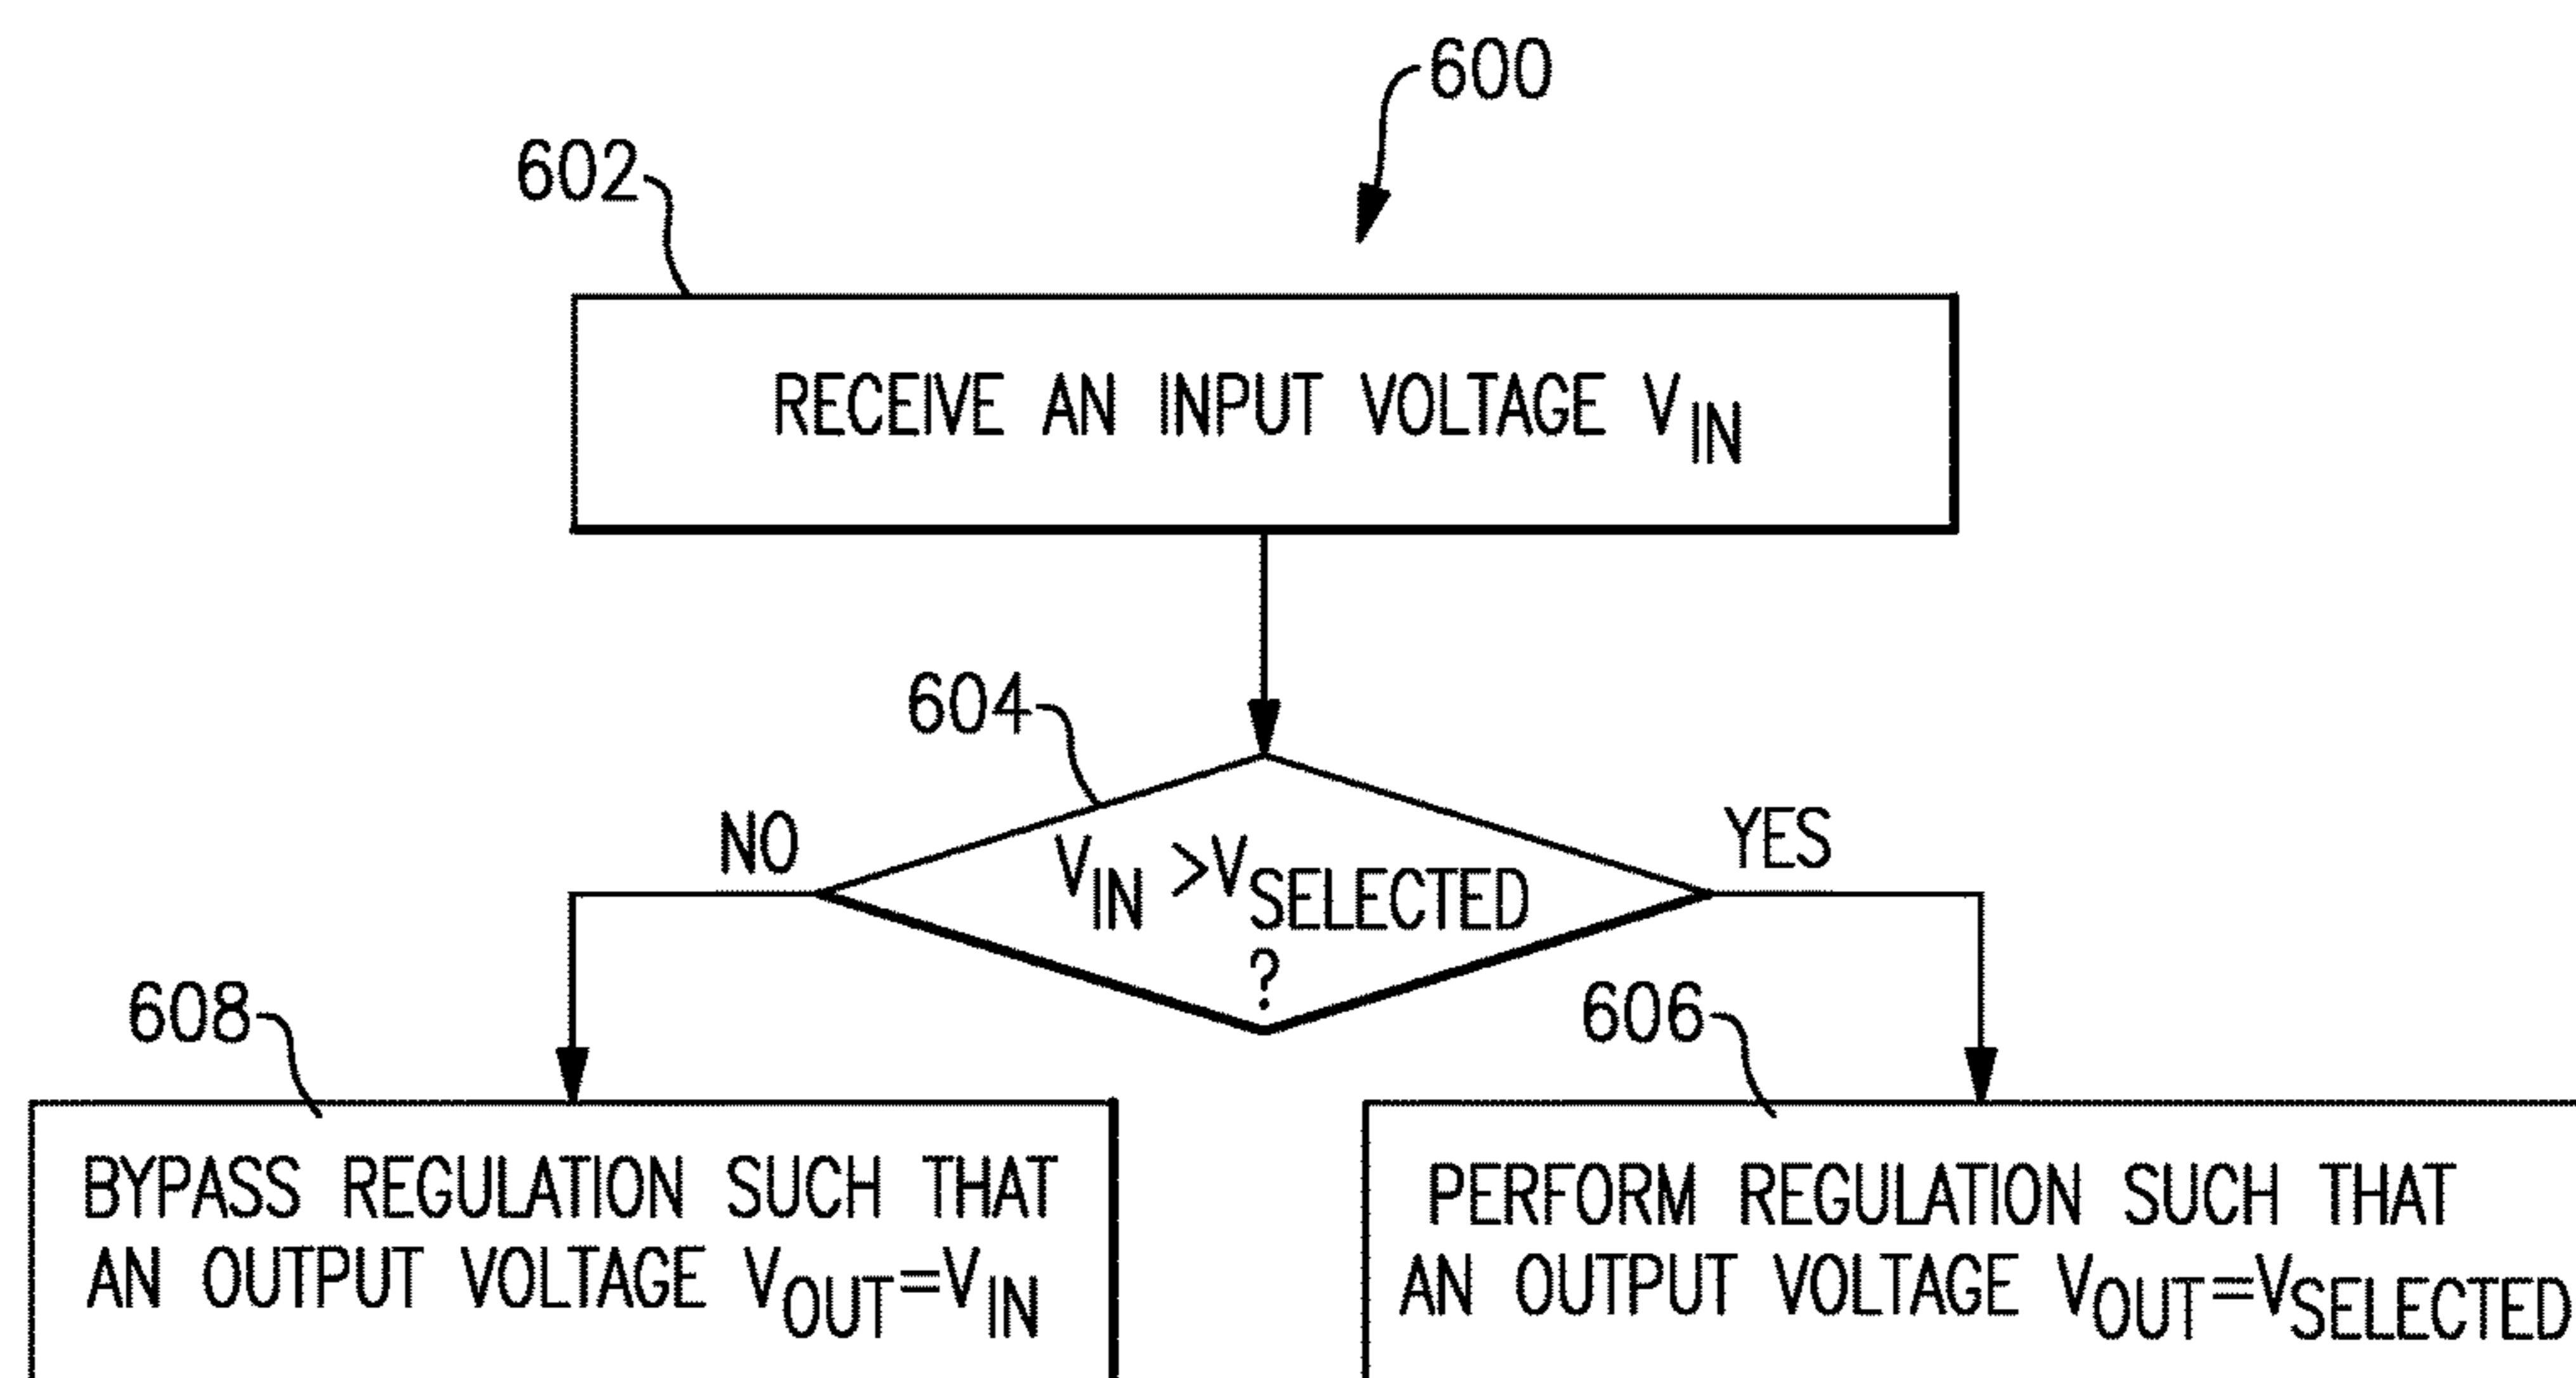 600
602
RECEIVE AN INPUT VOLTAGE VIN
604
NO
YES
VIN >VSELECTED
?
608
606
BYPASS REGULATION SUCH THAT
AN OUTPUT VOLTAGE VOUT=VIN
PERFORM REGULATION SUCH THAT
AN OUTPUT VOLTAGE VOUT=VSELECTED